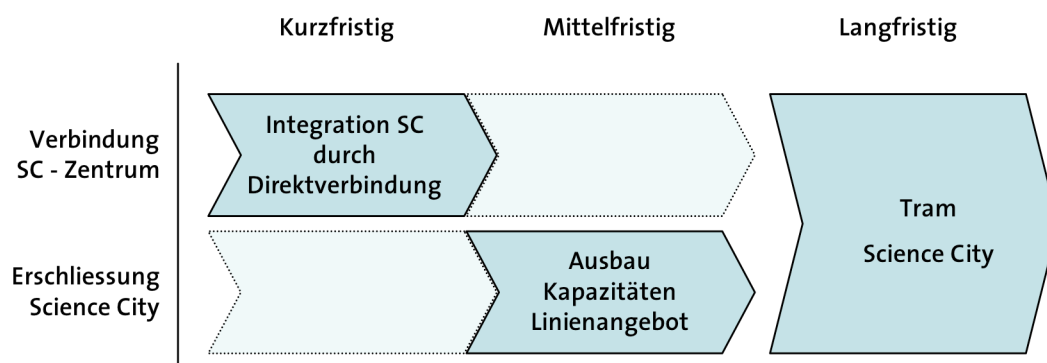 Kurzfristig
Mittelfristig
Langfristig
Verbindung
SC - Zentrum
Integration SC
durch
Direktverbindung
Erschliessung
Science City
Ausbau
Kapazitäten
Linienangebot
Tram
Science City